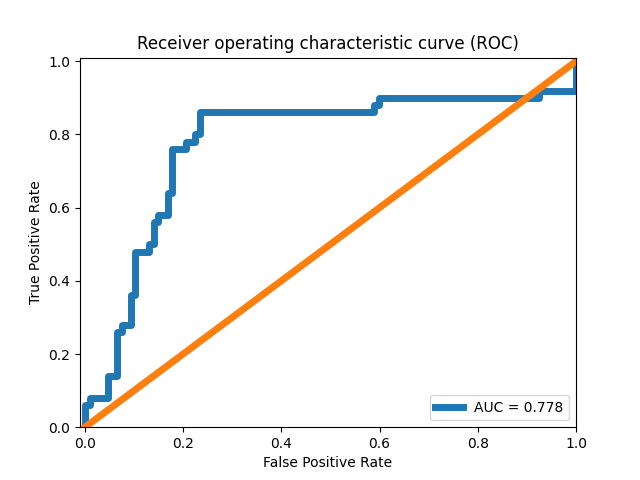 Receiver operating characteristic curve (ROC)
1.0
0.8
0.6
0.4
0.2
0.0
True Positive Rate
0.0 0.2 0.4 0.6 0.8 1.0
False Positive Rate
AUC = 0.778